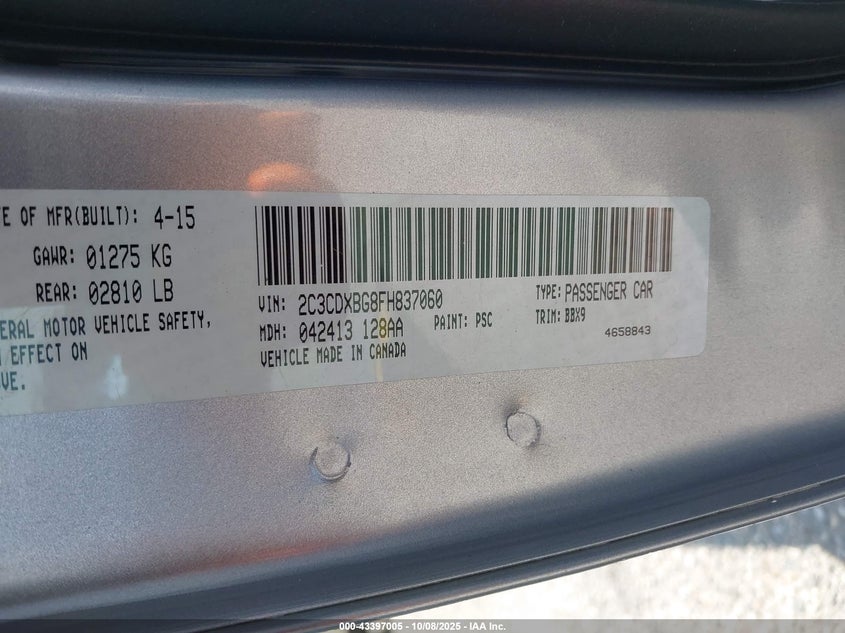 E OF MFR(BUILT): 4-15
GAWR: 01275 KG
REAR: 02810 LB
ERAL MOTOR VEHICLE SAFETY,
EFFECT ON
VE.
VIN: 2C3CDXBG8FH837060
TYPE: PASSENGER CAR
MDH: 042413 128AA
PAINT: PSC
TRIM: BBX9
VEHICLE MADE IN CANADA
4658843
000-43397005 - 10/08/2025 - IAA Inc.